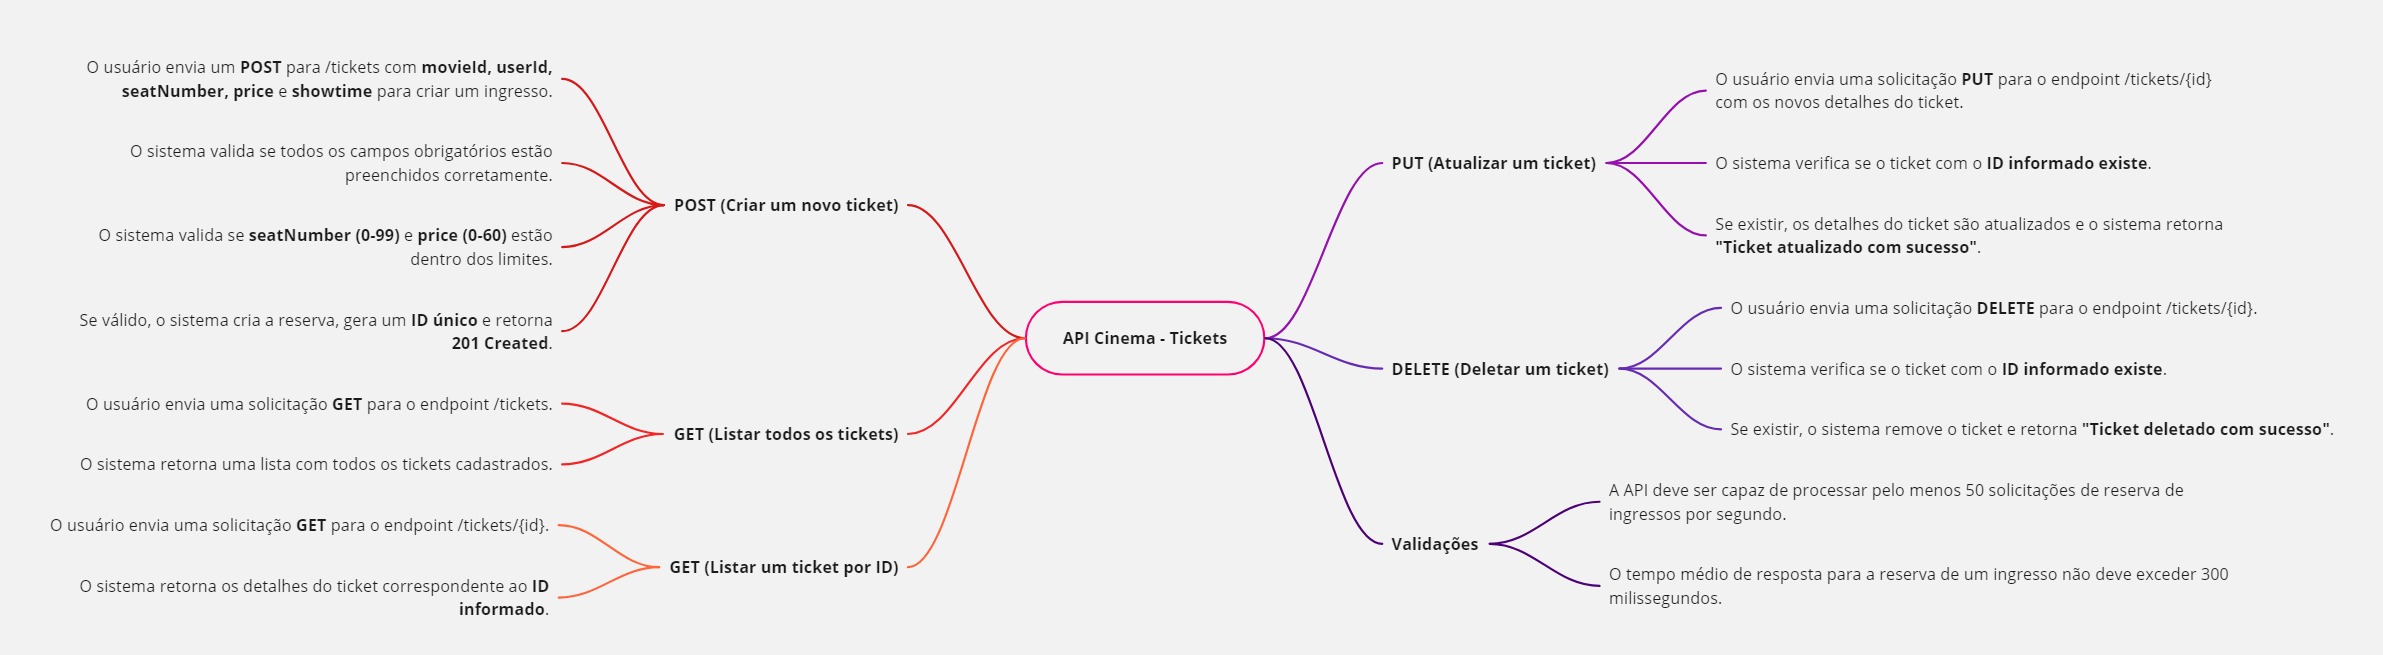 API Cinema - Tickets
POST (Criar um novo ticket)
O usuário envia um POST para /tickets com movieId, userId,
seatNumber, price e showtime para criar um ingresso.
O sistema valida se todos os campos obrigatórios estão
preenchidos corretamente.
O sistema valida se seatNumber (0-99) e price (0-60) estão
dentro dos limites.
Se válido, o sistema cria a reserva, gera um ID único e retorna
201 Created.
GET (Listar todos os tickets)
O usuário envia uma solicitação GET para o endpoint /tickets.
O sistema retorna uma lista com todos os tickets cadastrados.
GET (Listar um ticket por ID)
O usuário envia uma solicitação GET para o endpoint /tickets/{id}.
O sistema retorna os detalhes do ticket correspondente ao ID
informado.
PUT (Atualizar um ticket)
O usuário envia uma solicitação PUT para o endpoint /tickets/{id}
com os novos detalhes do ticket.
O sistema verifica se o ticket com o ID informado existe.
Se existir, os detalhes do ticket são atualizados e o sistema retorna
"Ticket atualizado com sucesso".
DELETE (Deletar um ticket)
O usuário envia uma solicitação DELETE para o endpoint /tickets/{id}.
O sistema verifica se o ticket com o ID informado existe.
Se existir, o sistema remove o ticket e retorna "Ticket deletado com sucesso".
Validações
A API deve ser capaz de processar pelo menos 50 solicitações de reserva de
ingressos por segundo.
O tempo médio de resposta para a reserva de um ingresso não deve exceder 300
milissegundos.